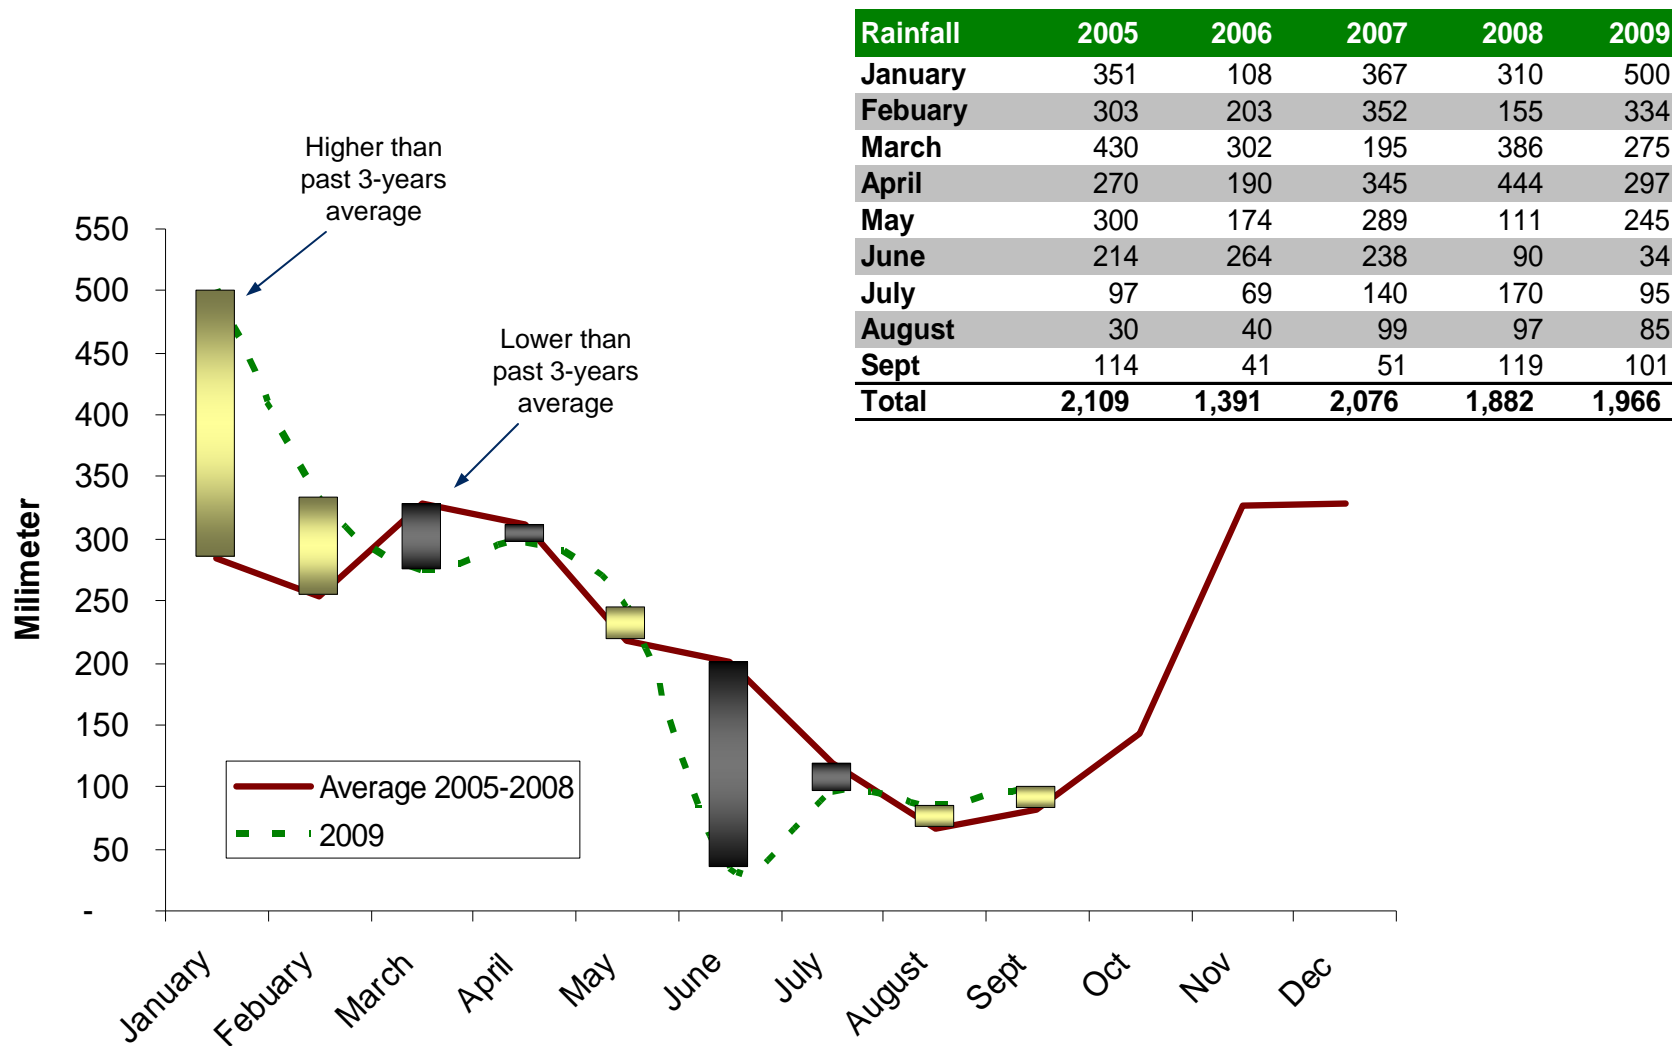 Rainfall 2005 2006 2007 2008 2009
January 351 108 367 310 500
Febuary 303 203 352 155 334
March 430 302 195 386 275
April 270 190 345 444 297
May 300 174 289 111 245
June 214 264 238 90 34
July 97 69 140 170 95
August 30 40 99 97 85
Sept 114 41 51 119 101
Total 2,109 1,391 2,076 1,882 1,966
Higher than
past 3-years
average
Lower than
past 3-years
average
Milimeter
550
500
450
400
350
300
250
200
150
100
50
-
Average 2005-2008
2009
January
Febuary
March
April
May
June
July
August
Sept
Oct
Nov
Dec